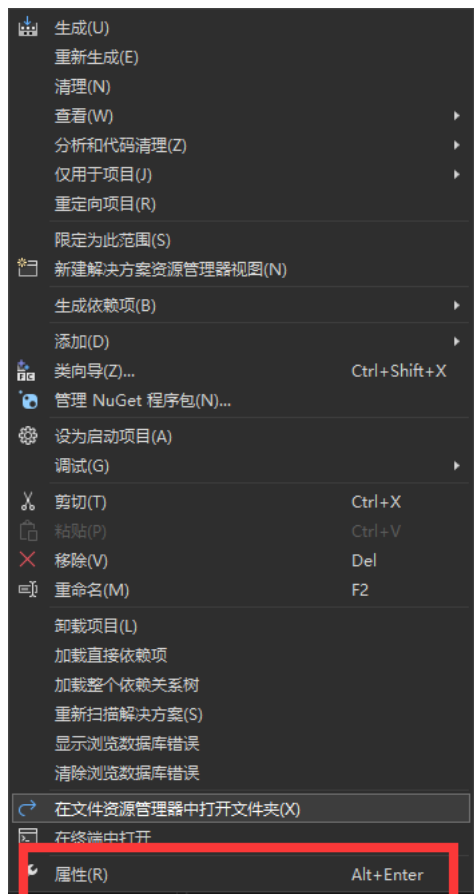 生成(U)
重新生成(E)
清理(N)
查看(W)
分析和代码清理(Z)
仅用于项目(J)
重定向项目(R)
限定为此范围(S)
新建解决方案资源管理器视图(N)
生成依赖项(B)
添加(D)
类向导(Z)... Ctrl+Shift+X
管理 NuGet 程序包(N)...
设为启动项目(A)
调试(G)
剪切(T) Ctrl+X
粘贴(P) Ctrl+V
移除(V) Del
重命名(M) F2
卸载项目(L)
加载直接依赖项
加载整个依赖关系树
重新扫描解决方案(S)
显示浏览数据库错误
清除浏览数据库错误
在文件资源管理器中打开文件夹(X)
在终端中打开
属性(R) Alt+Enter